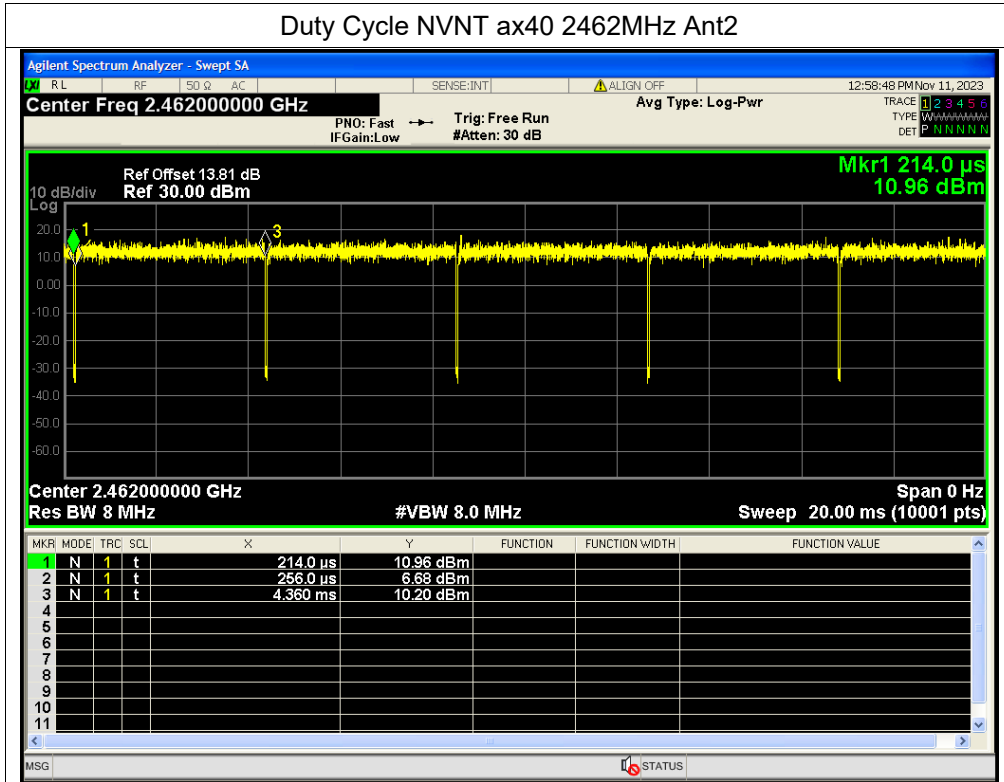 Duty Cycle NVNT ax40 2462MHz Ant2
Agilent Spectrum Analyzer - Swept SA
LXI RL RF 50 Ω AC SENSE:INT ALIGN OFF 12:58:48 PM Nov 11, 2023
Center Freq 2.462000000 GHz Avg Type: Log-Pwr TRACE 1 2 3 4 5 6
PNO: Fast Trig: Free Run TYPE W
IFGain:Low #Atten: 30 dB DET P N N N N N
Mkr1 214.0 µs
10.96 dBm
Ref Offset 13.81 dB
10 dB/div Ref 30.00 dBm
Log
20.0
10.0
0.00
-10.0
-20.0
-30.0
-40.0
-50.0
-60.0
1
3
Center 2.462000000 GHz Span 0 Hz
Res BW 8 MHz #VBW 8.0 MHz Sweep 20.00 ms (10001 pts)
MKR MODE TRC SCL X Y FUNCTION FUNCTION WIDTH FUNCTION VALUE
1 N 1 t 214.0 µs 10.96 dBm
2 N 1 t 256.0 µs 6.68 dBm
3 N 1 t 4.360 ms 10.20 dBm
4
5
6
7
8
9
10
11
MSG STATUS